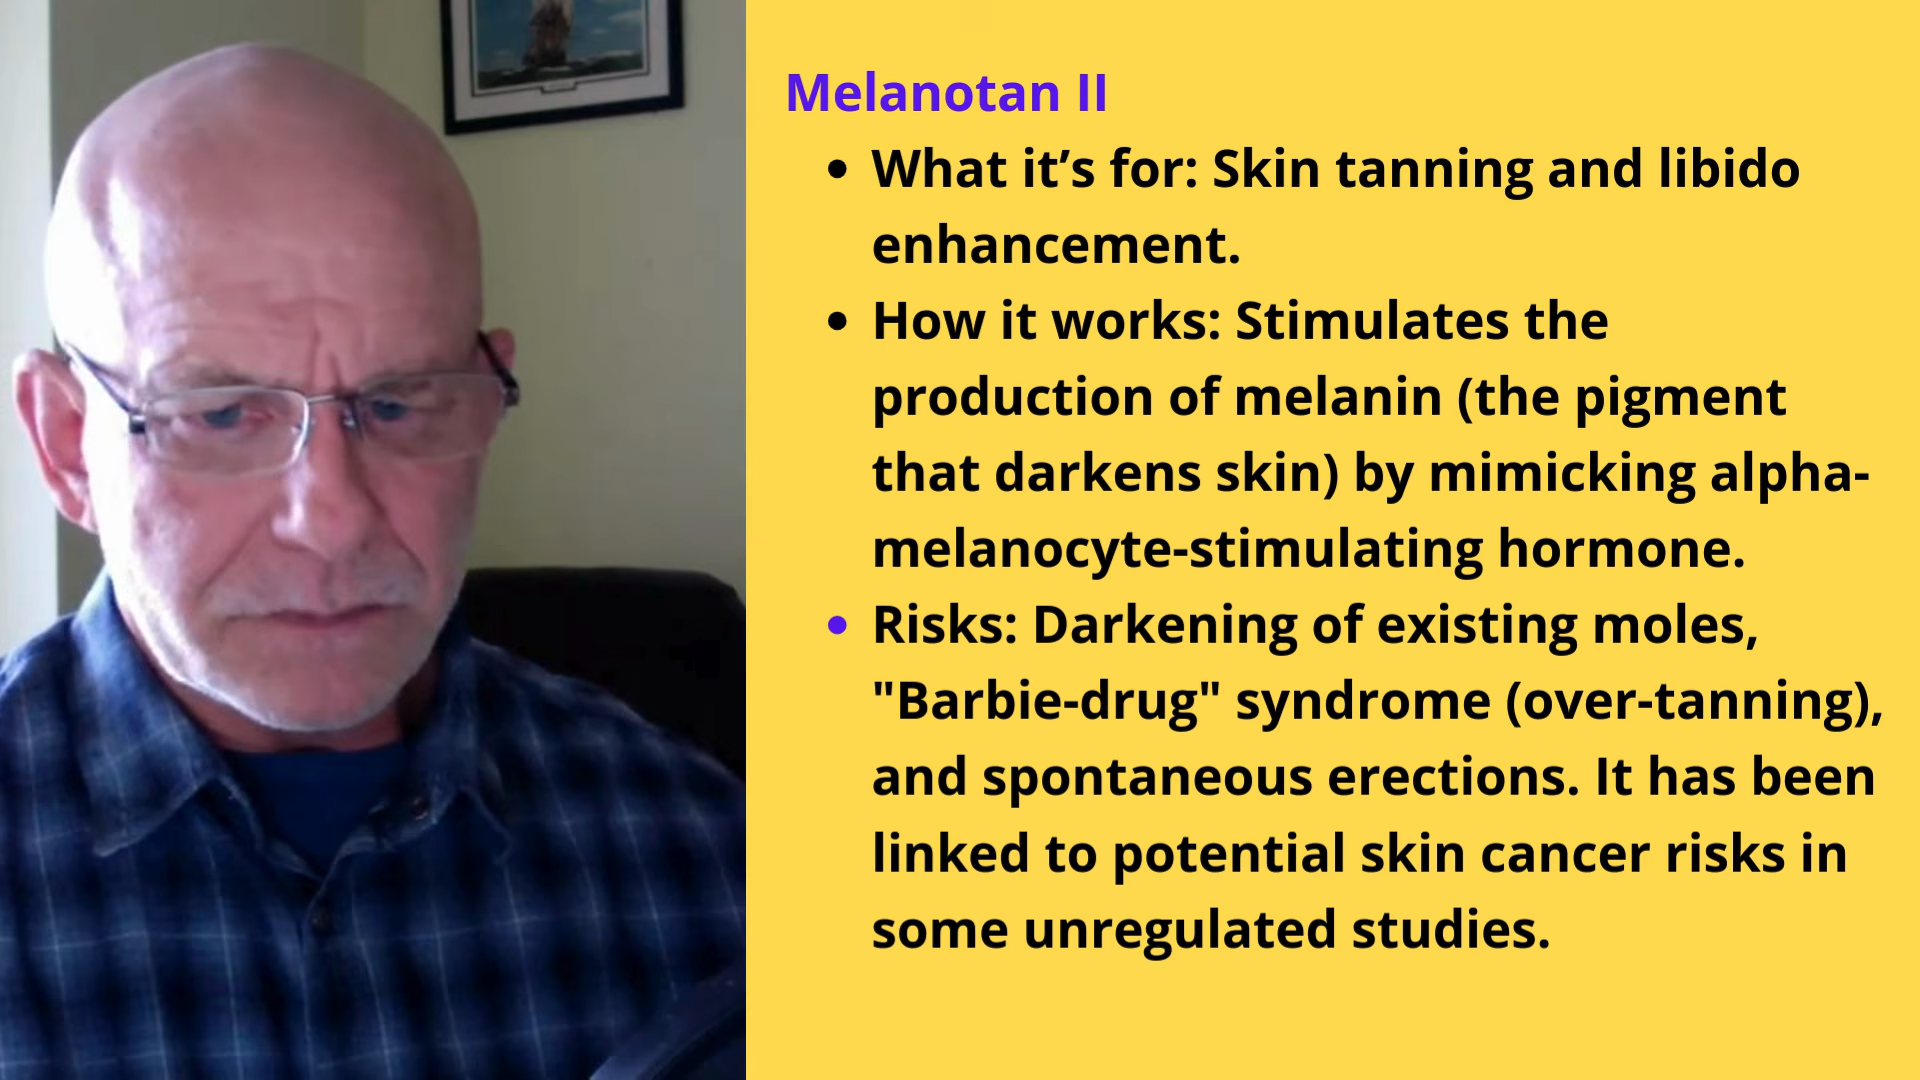 Melanotan II
• What it’s for: Skin tanning and libido
enhancement.
• How it works: Stimulates the
production of melanin (the pigment
that darkens skin) by mimicking alpha-
melanocyte-stimulating hormone.
• Risks: Darkening of existing moles,
"Barbie-drug" syndrome (over-tanning),
and spontaneous erections. It has been
linked to potential skin cancer risks in
some unregulated studies.